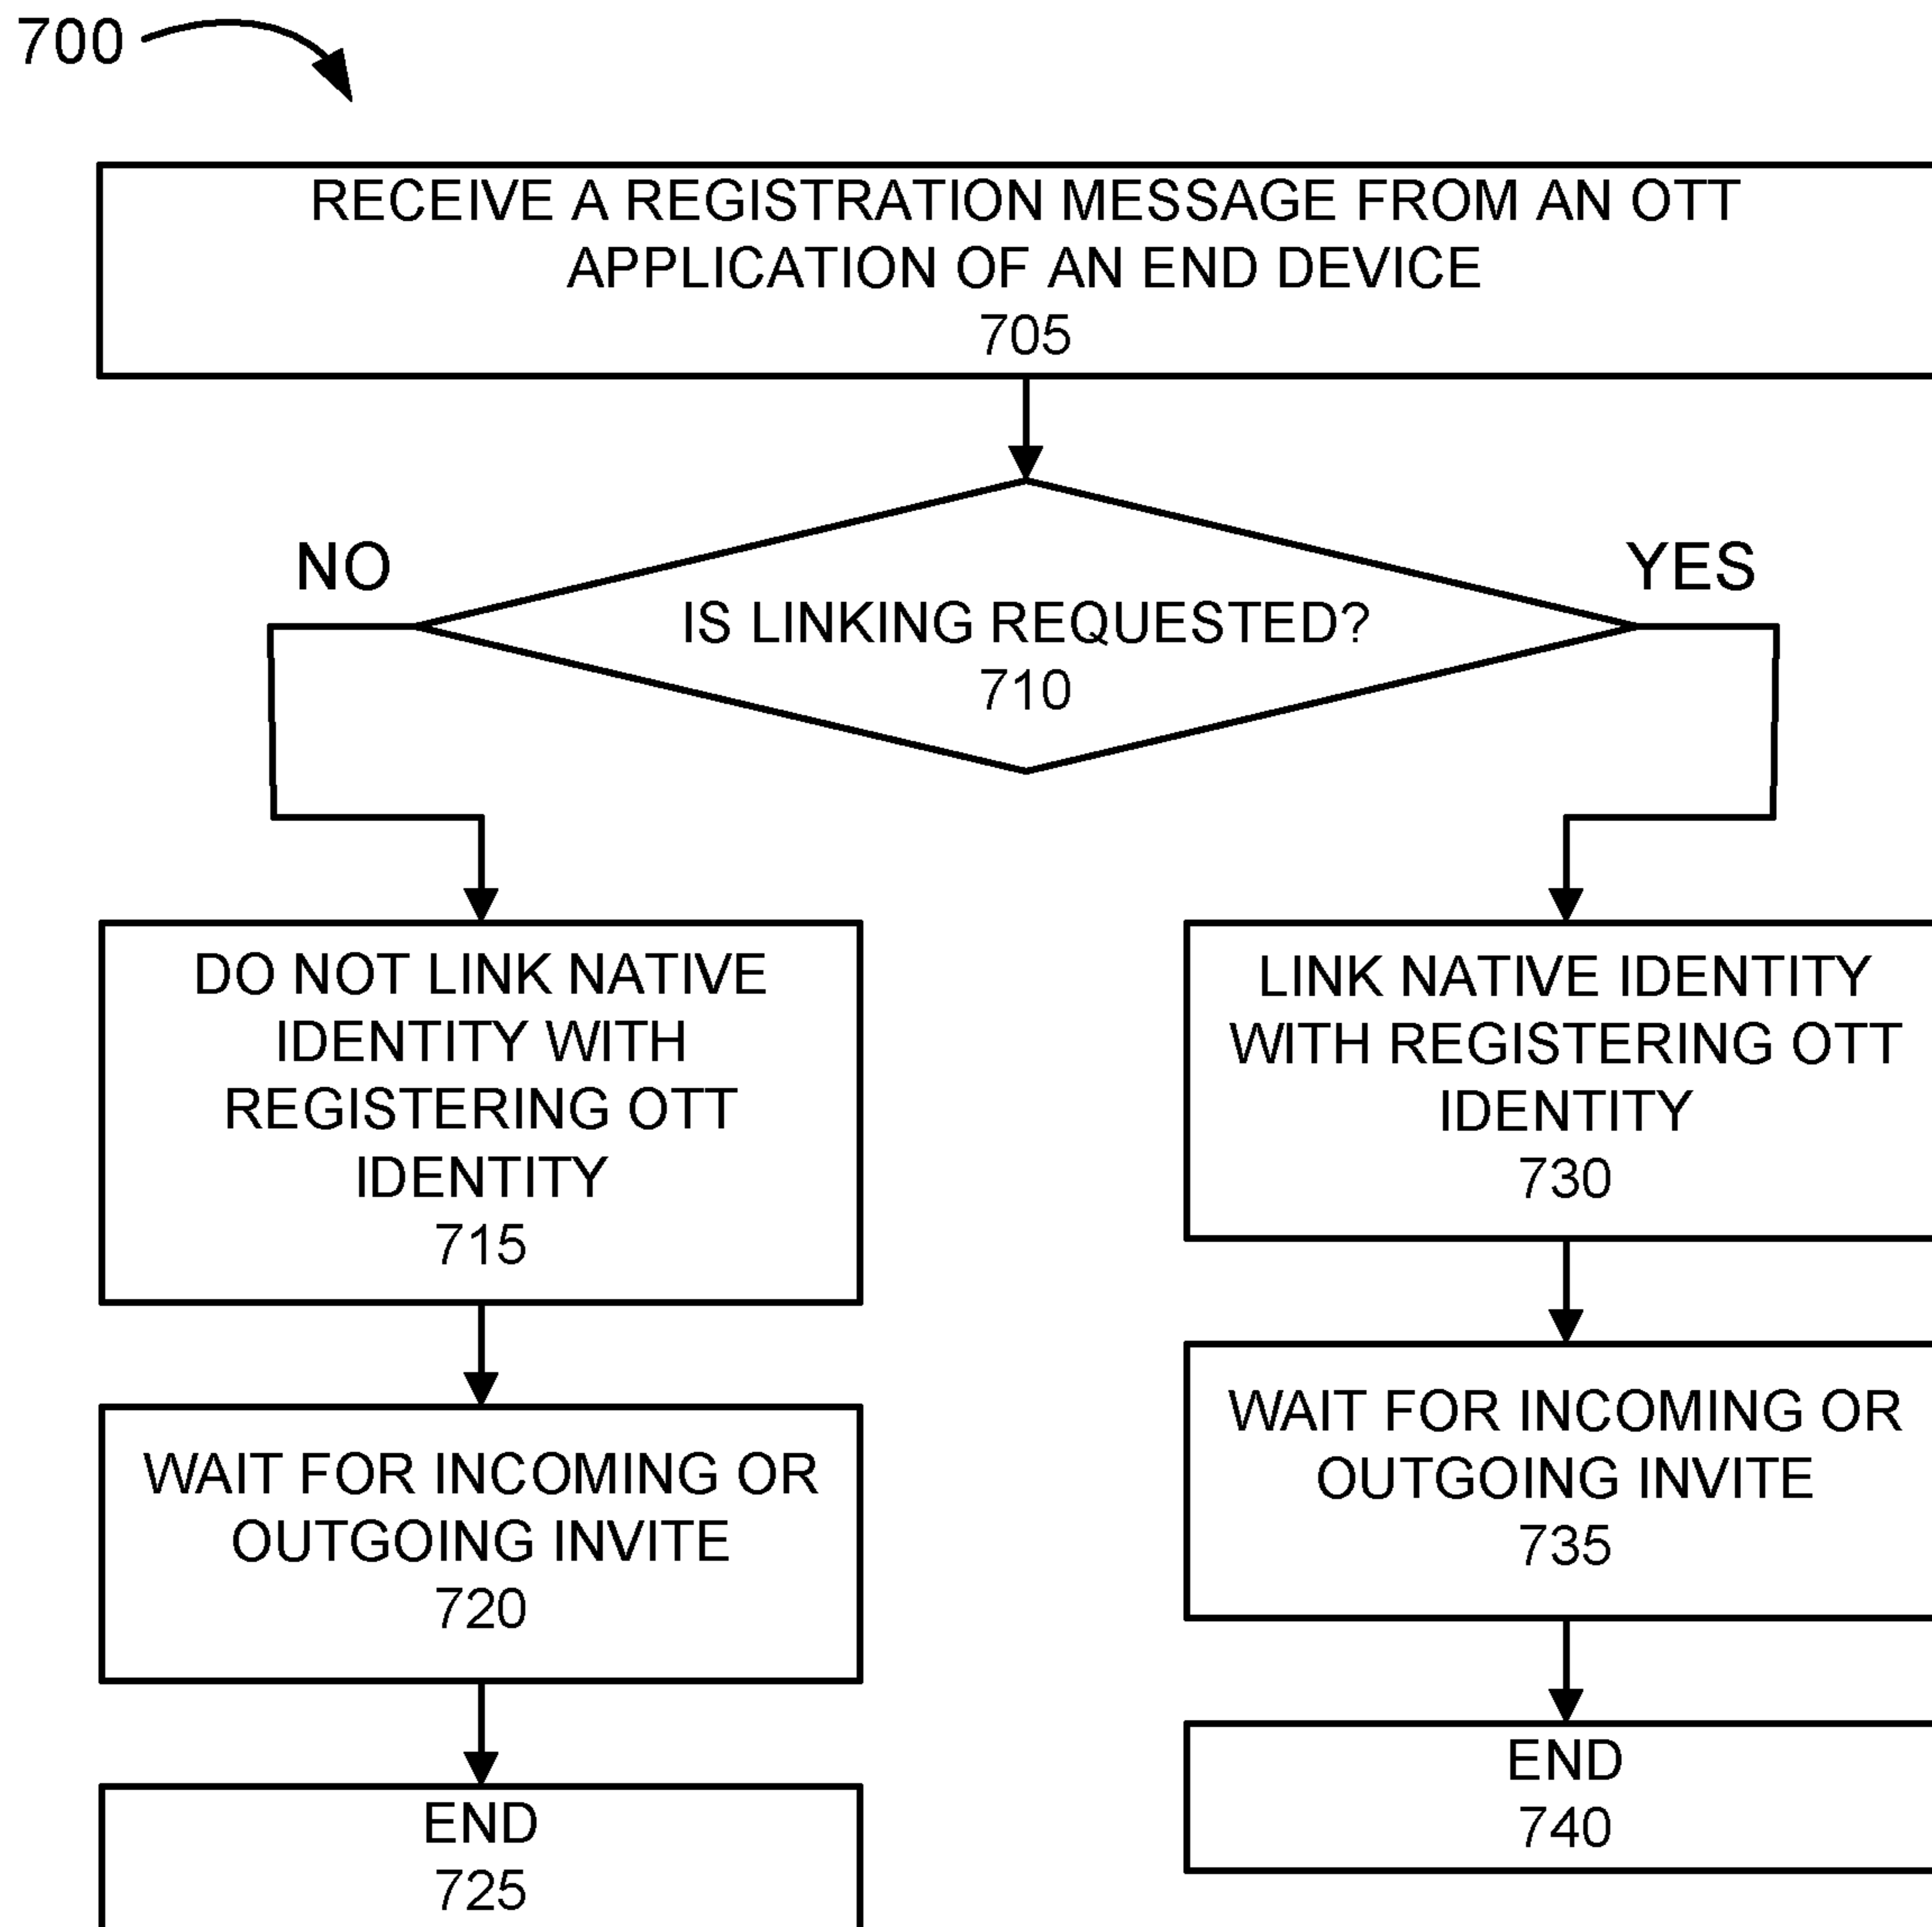 700
RECEIVE A REGISTRATION MESSAGE FROM AN OTT
APPLICATION OF AN END DEVICE
705
NO
YES
IS LINKING REQUESTED?
710
DO NOT LINK NATIVE
IDENTITY WITH
REGISTERING OTT
IDENTITY
715
WAIT FOR INCOMING OR
OUTGOING INVITE
720
END
725
LINK NATIVE IDENTITY
WITH REGISTERING OTT
IDENTITY
730
WAIT FOR INCOMING OR
OUTGOING INVITE
735
END
740